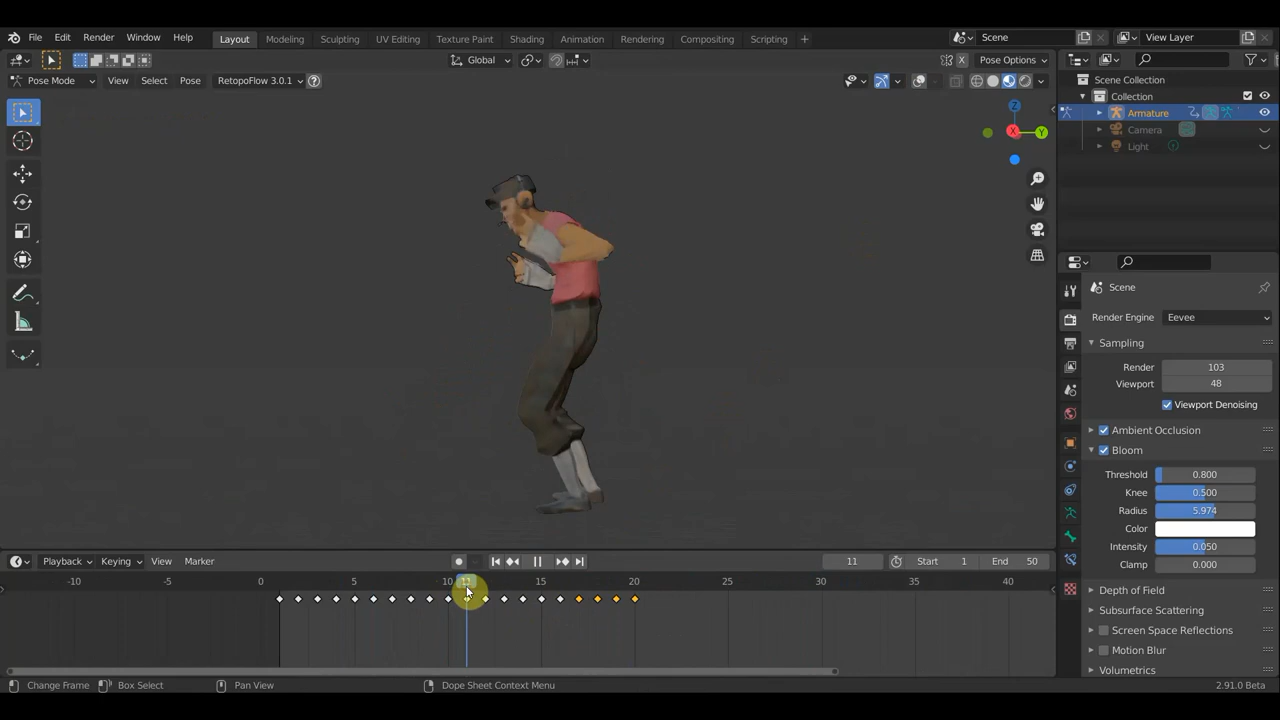 File Edit Render Window Help Layout Modeling Sculpting UV Editing Texture Paint Shading Animation Rendering Compositing Scripting + Scene View Layer
Global Pose Options
Pose Mode View Select Pose RetopoFlow 3.0.1 ?
Scene Collection
Collection
Armature
Camera
Light
Z
X Y
Scene
Render Engine Eevee
Sampling
Render 103
Viewport 48
Viewport Denoising
Ambient Occlusion
Bloom
Threshold 0.800
Knee 0.500
Radius 5.974
Color
Intensity 0.050
Clamp 0.000
Playback Keying View Marker 11 Start 1 End 50
-10 -5 0 5 10 11 15 20 25 30 35 40
Depth of Field
Subsurface Scattering
Screen Space Reflections
Motion Blur
Volumetrics
Change Frame Box Select Pan View Dope Sheet Context Menu 2.91.0 Beta